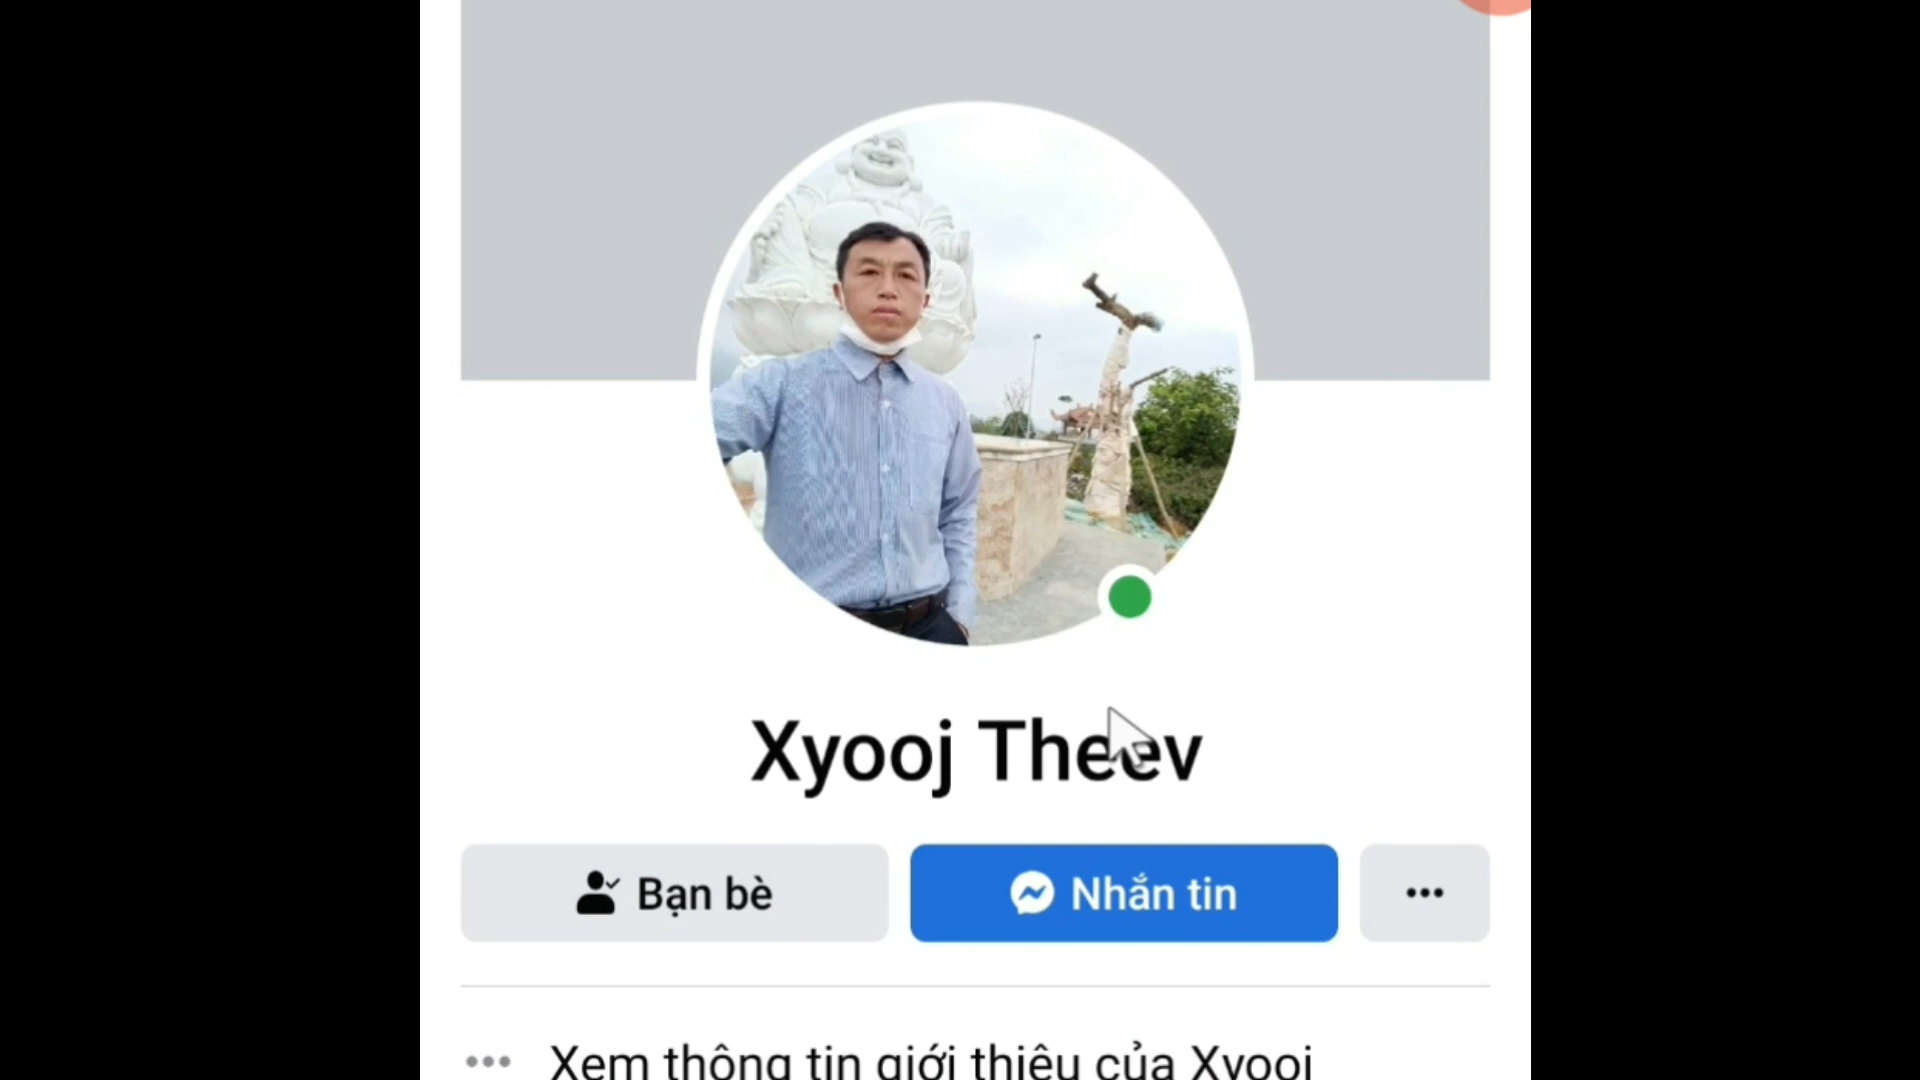 Xyooj Theev
Bạn bè
Nhắn tin
Xem thông tin giới thiệu của Xyooj